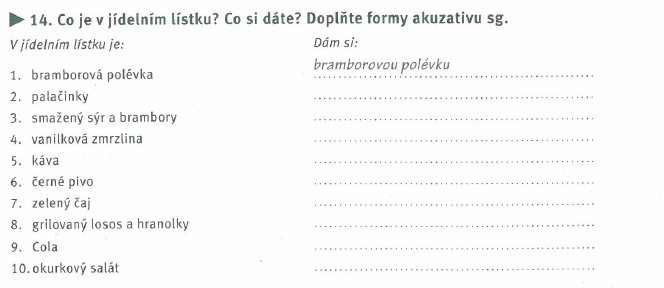 ▶ 14. Co je v jídelním lístku? Co si dáte? Doplňte formy akuzativu sg.
V jídelním lístku je: Dám si:
1. bramborová polévka bramborovou polévku
2. palačinky
3. smažený sýr a brambory
4. vanilková zmrzlina
5. káva
6. černé pivo
7. zelený čaj
8. grilovaný losos a hranolky
9. Cola
10. okurkový salát